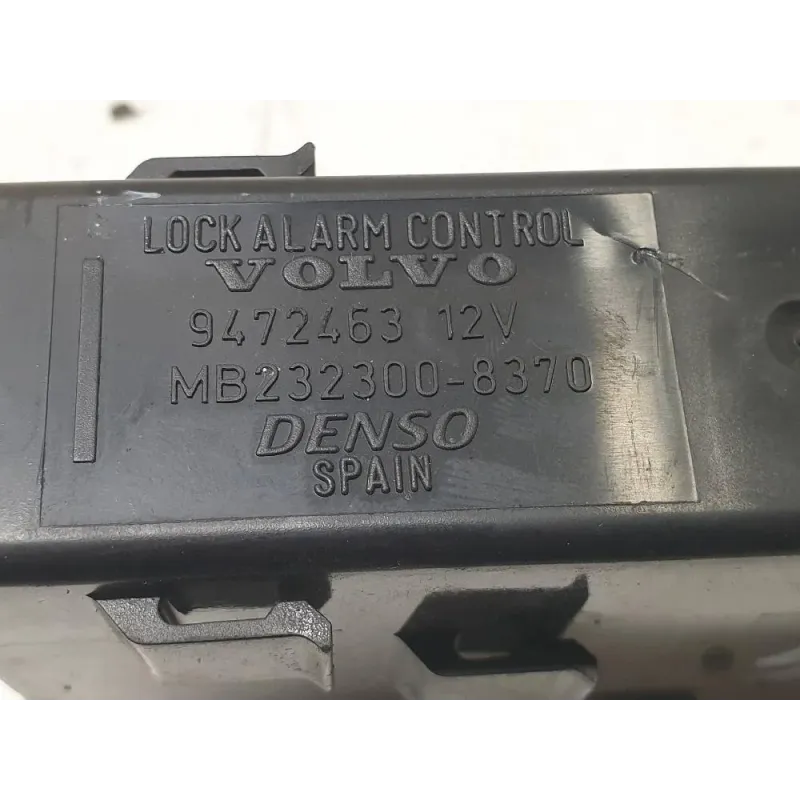 LOCK ALARM CONTROL
VOLVO
9472463 12V
MB232300-8370
DENSO
SPAIN